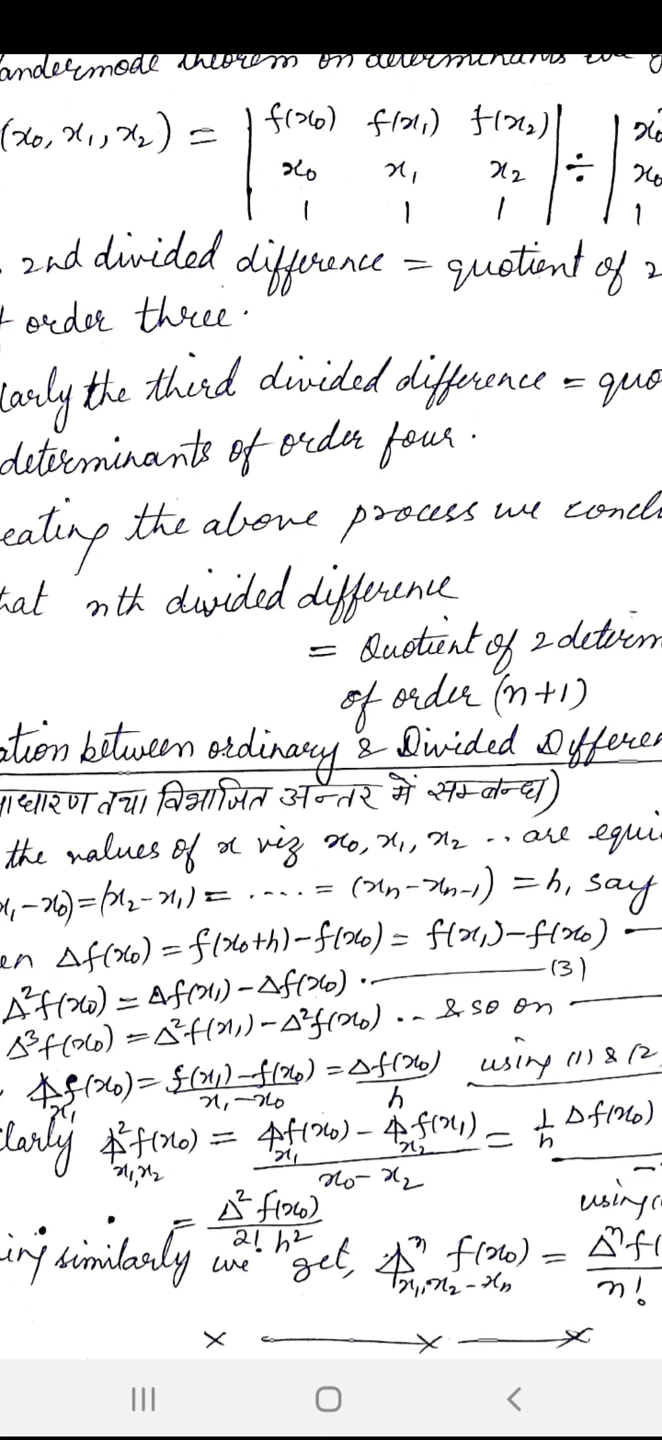 andermode theorem on determinants
(x₀, x₁, x₂) = | f(x₀) f(x₁) f(x₂) | ÷ | x₀
x₀ x₁ x₂ x₀
1 1 1 1
2nd divided difference = quotient of 2
order three.
larly the third divided difference = quo
determinants of order four.
eating the above process we concl
hat nth divided difference
= Quotient of 2 determ
of order (n+1)
ation between ordinary & Divided Differen
ाधारण तथा विभाजित अन्तर में सम्बन्ध)
the values of x viz x₀, x₁, x₂ .. are equi
x₁-x₀)=(x₂-x₁)= ..... = (xₙ-xₙ₋₁) = h, say
en Δf(x₀) = f(x₀+h)-f(x₀) = f(x₁)-f(x₀) —
Δ²f(x₀) = Δf(x₁)-Δf(x₀). — (3)
Δ³f(x₀) = Δ²f(x₁)-Δ²f(x₀) .. & so on —
⍋f(x₀) = f(x₁)-f(x₀) = Δf(x₀) using (1) & (2
x₁ x₁-x₀ h
larly ⍋²f(x₀) = ⍋f(x₀) - ⍋f(x₁) = 1/h Δf(x₀)
x₁,x₂ x₁ x₂
x₀-x₂
= Δ²f(x₀) using (
2! h²
ing similarly we get, ⍋ⁿ f(x₀) = Δⁿf(
x₁,x₂-xₙ n!
× —— × —— ×